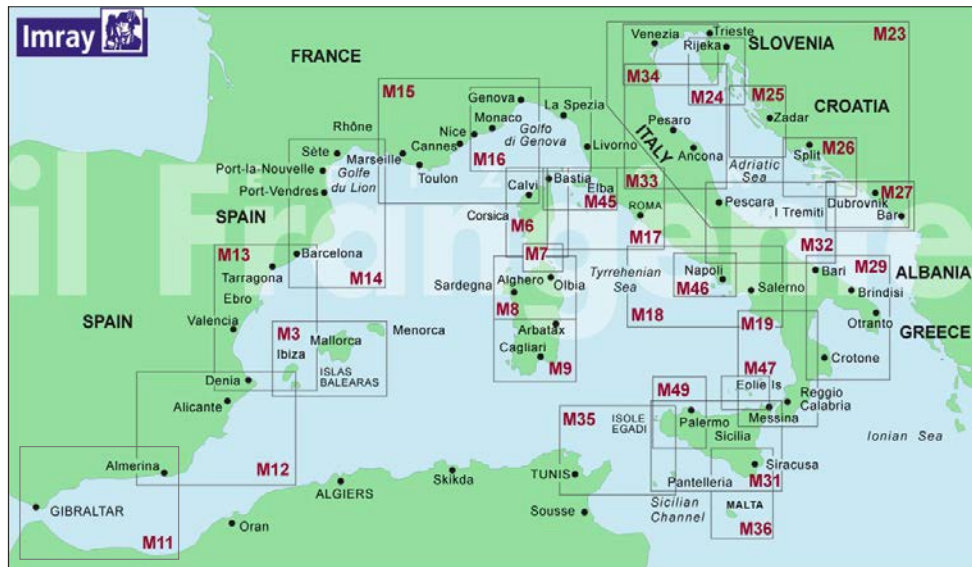 Imray
il Frangente
FRANCE
SLOVENIA
CROATIA
ITALY
SPAIN
SPAIN
ALBANIA
GREECE
M23
Venezia
Trieste
Rijeka
M34
M24
M25
Zadar
Pesaro
Ancona
Adriatic
Sea
Split
M26
M27
Dubrovnik
Bar
M15
Rhône
Genova
La Spezia
Monaco
Nice
Cannes
Golfo
di Genova
M16
Livorno
Sète
Marseille
Golfe
du Lion
Toulon
Port-la-Nouvelle
Port-Vendres
Calvi
Bastia
Elba
M45
M33
Corsica
M6
ROMA
M17
M7
Pescara
I Tremiti
M32
M13
Barcelona
Tarragona
M14
Ebro
Valencia
Sardegna
Alghero
Olbia
M8
Arbatax
Cagliari
M9
Tyrrehenian
Sea
Napoli
M46
Salerno
M18
M19
Bari
M29
Brindisi
Otranto
Crotone
M3
Mallorca
Menorca
Ibiza
ISLAS
BALEARAS
Denia
Alicante
M47
Eolie Is
Reggio
Calabria
Messina
M49
Palermo
Sicilia
M35
ISOLE
EGADI
Ionian Sea
Almerina
M12
GIBRALTAR
M11
Oran
ALGIERS
Skikda
TUNIS
Sousse
Pantelleria
Siracusa
M31
Sicilian
Channel
MALTA
M36